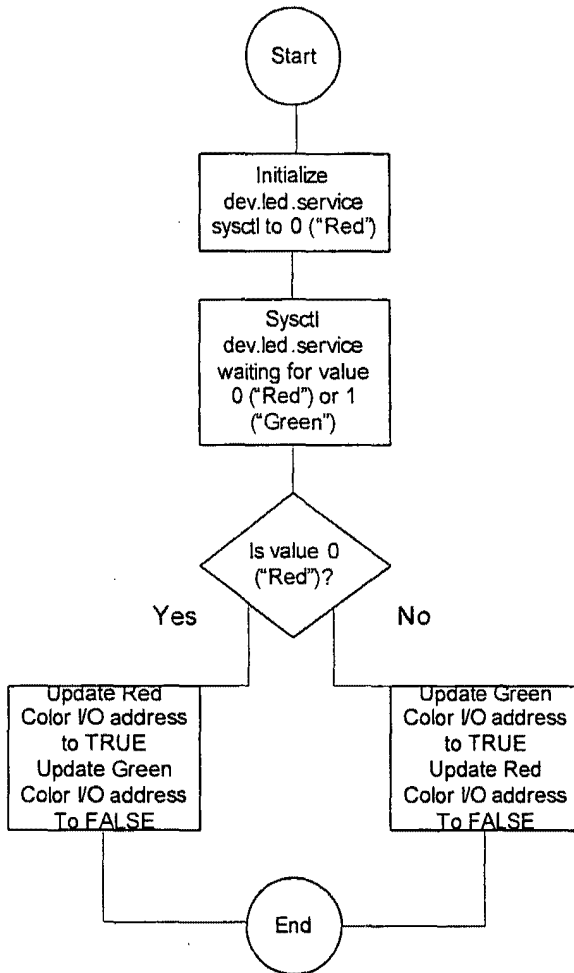 Start
Initialize
dev.led.service
sysctl to 0 ("Red")
Sysctl
dev.led.service
waiting for value
0 ("Red") or 1
("Green")
Is value 0
("Red")?
Yes
No
Update Red
Color I/O address
to TRUE
Update Green
Color I/O address
To FALSE
Update Green
Color I/O address
to TRUE
Update Red
Color I/O address
To FALSE
End